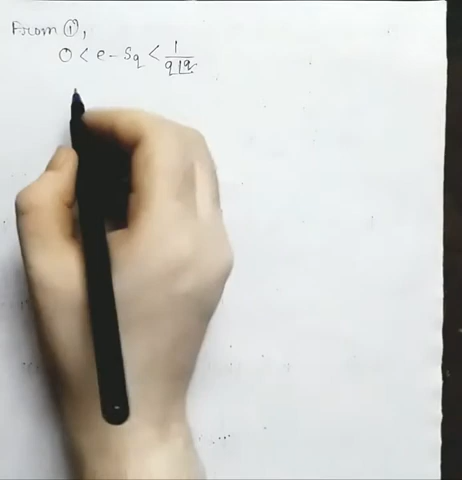 From ①,
0 < e - S_q < 1/(q|q)